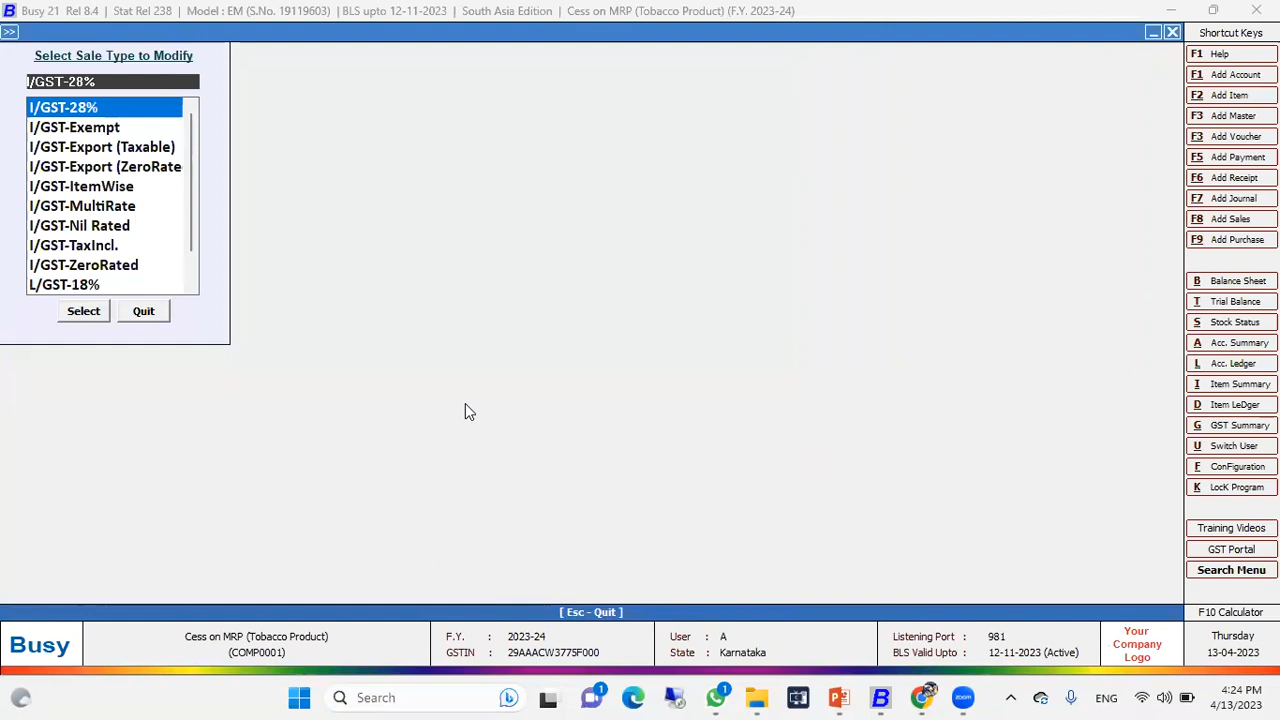 Busy 21 Rel 8.4 | Stat Rel 238 | Model : EM (S.No. 19119603) | BLS upto 12-11-2023 | South Asia Edition | Cess on MRP (Tobacco Product) (F.Y. 2023-24)
>>
Select Sale Type to Modify
I/GST-28%
I/GST-28%
I/GST-Exempt
I/GST-Export (Taxable)
I/GST-Export (ZeroRate
I/GST-ItemWise
I/GST-MultiRate
I/GST-Nil Rated
I/GST-TaxIncl.
I/GST-ZeroRated
L/GST-18%
Select Quit
Shortcut Keys
F1 Help
F1 Add Account
F2 Add Item
F3 Add Master
F3 Add Voucher
F5 Add Payment
F6 Add Receipt
F7 Add Journal
F8 Add Sales
F9 Add Purchase
B Balance Sheet
T Trial Balance
S Stock Status
A Acc. Summary
L Acc. Ledger
I Item Summary
D Item LeDger
G GST Summary
U Switch User
F ConFiguration
K LocK Program
Training Videos
GST Portal
Search Menu
[ Esc - Quit ]
F10 Calculator
Busy
Cess on MRP (Tobacco Product)
(COMP0001)
F.Y. : 2023-24
GSTIN : 29AAACW3775F000
User : A
State : Karnataka
Listening Port : 981
BLS Valid Upto : 12-11-2023 (Active)
Your
Company
Logo
Thursday
13-04-2023
Search
1
1
ENG
4:24 PM
4/13/2023